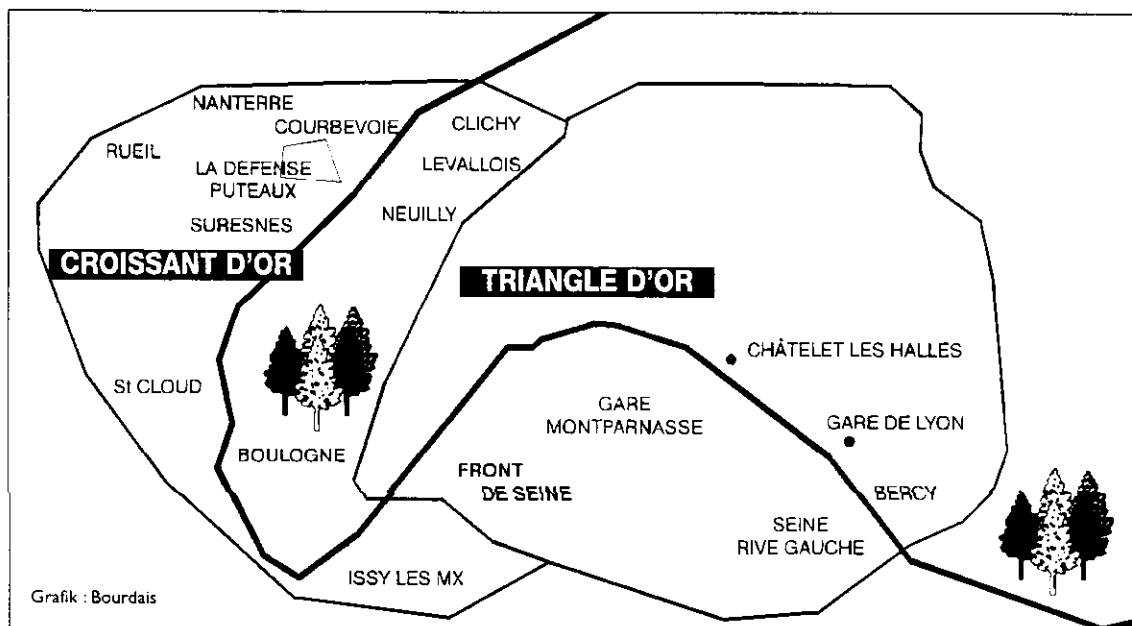 NANTERRE
COURBEVOIE
CLICHY
RUEIL
LEVALLOIS
LA DEFENSE
PUTEAUX
NEUILLY
SURESNES
CROISSANT D'OR
TRIANGLE D'OR
CHÂTELET LES HALLES
St CLOUD
GARE
MONTPARNASSE
GARE DE LYON
BOULOGNE
FRONT
DE SEINE
BERCY
SEINE
RIVE GAUCHE
ISSY LES MX
Grafik : Bourdais